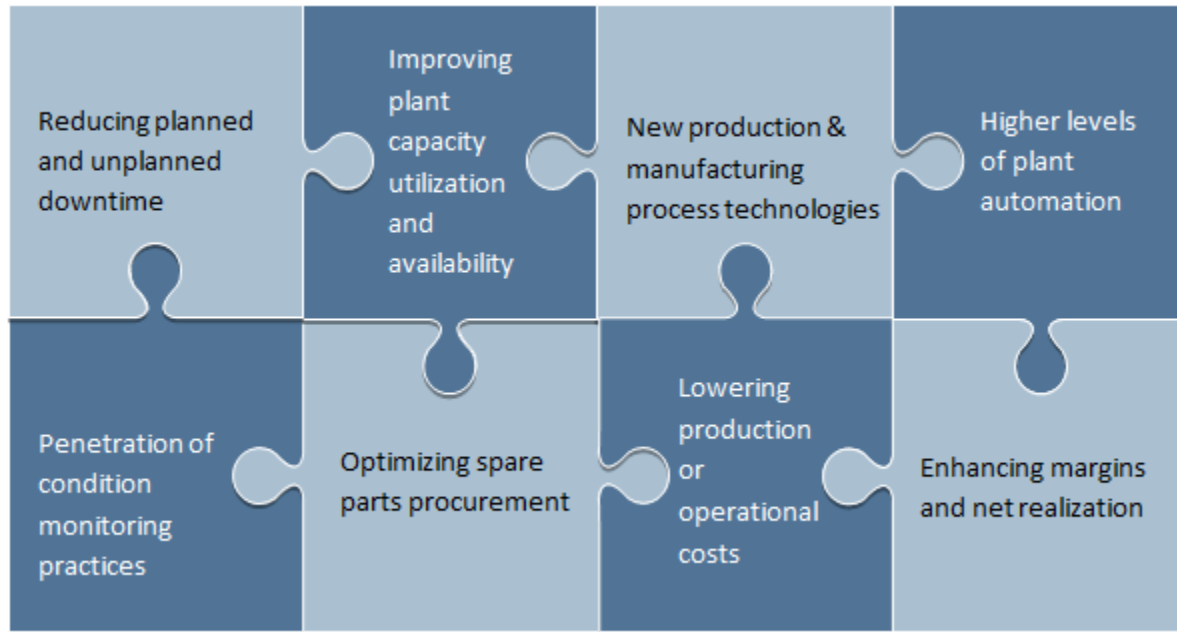 Reducing planned
and unplanned
downtime
Improving
plant
capacity
utilization
and
availability
New production &
manufacturing
process technologies
Higher levels
of plant
automation
Penetration of
condition
monitoring
practices
Optimizing spare
parts procurement
Lowering
production
or
operational
costs
Enhancing margins
and net realization